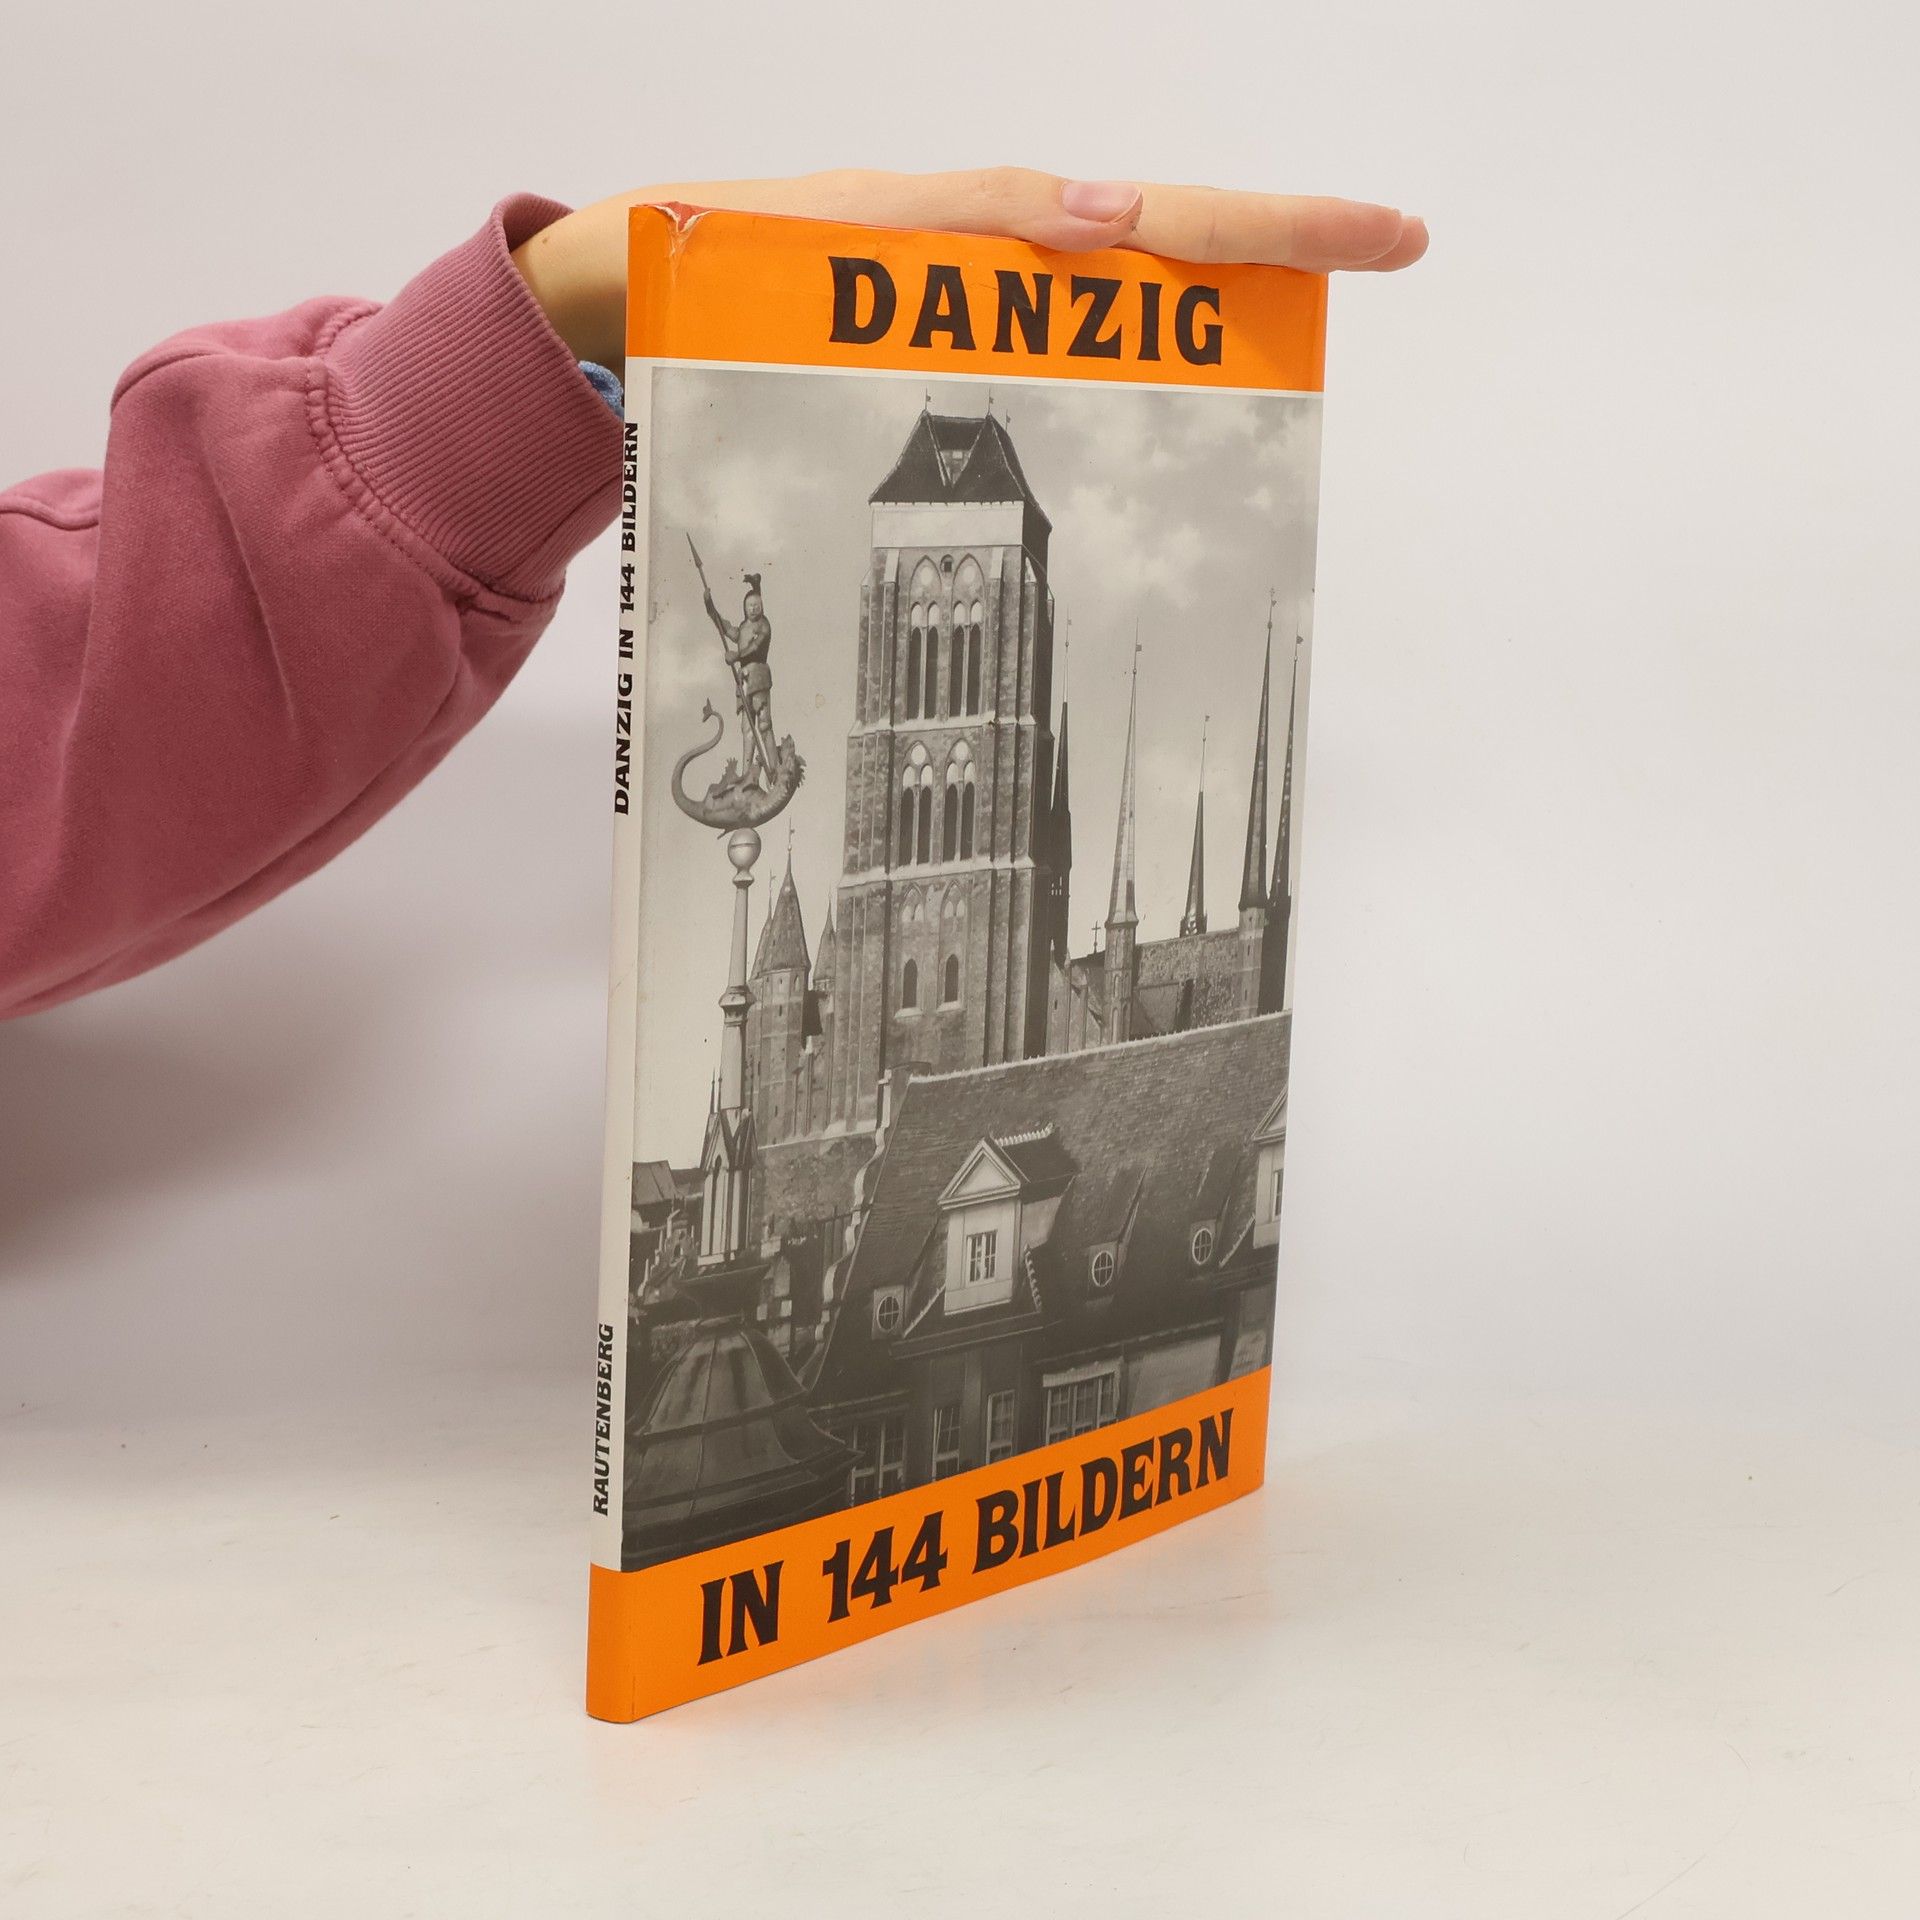 DANZIG
IN 144 BILDERN
DANZIG IN 144 BILDERN
RAUTENBERG